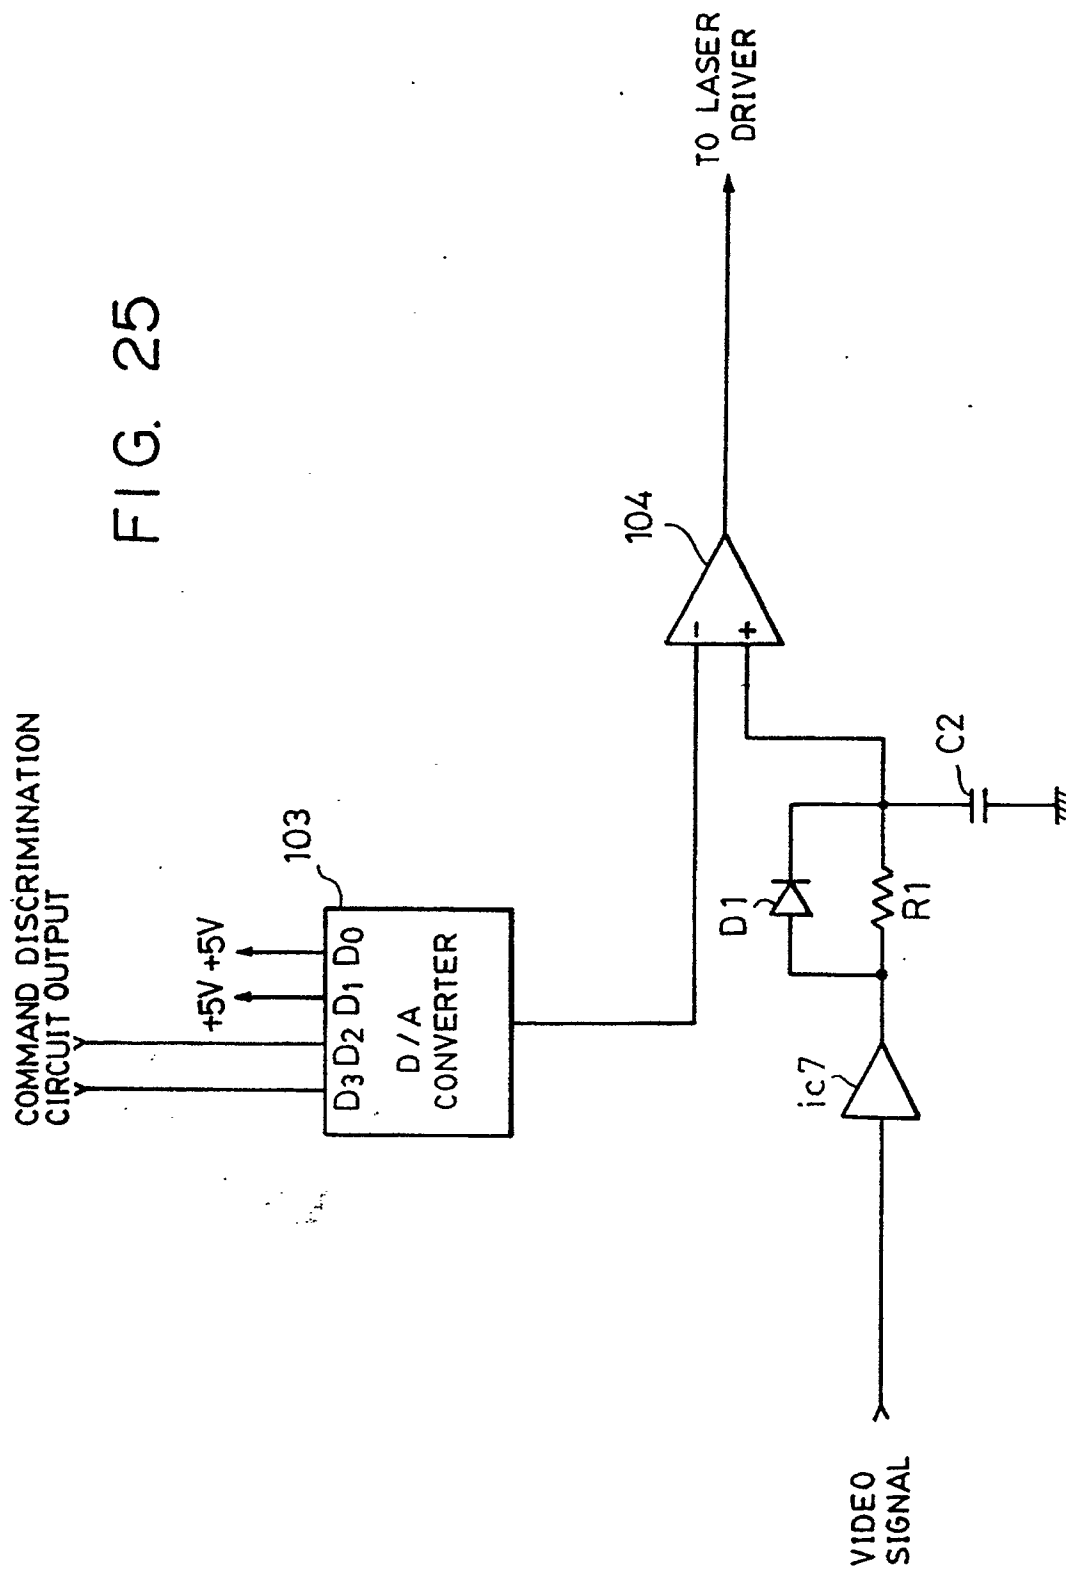 FIG. 25
COMMAND DISCRIMINATION
CIRCUIT OUTPUT
+5V +5V
103
D3 D2 D1 D0
D/A
CONVERTER
104
−
+
TO LASER
DRIVER
D1
R1
C2
ic7
VIDEO
SIGNAL